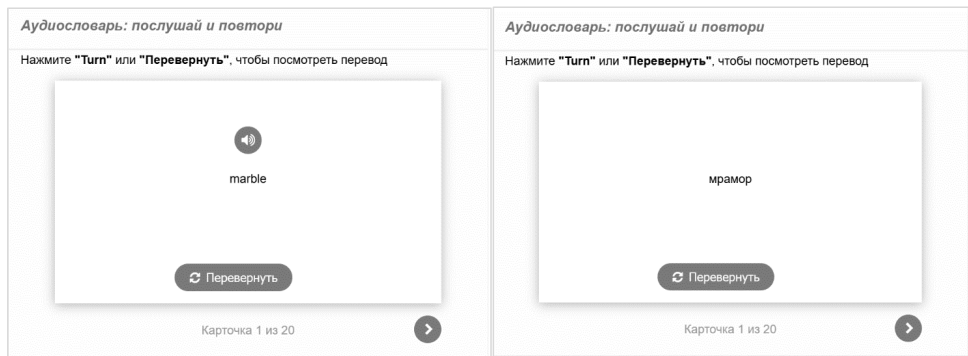 Аудиословарь: послушай и повтори
Нажмите "Turn" или "Перевернуть", чтобы посмотреть перевод
marble
Перевернуть
Карточка 1 из 20
Аудиословарь: послушай и повтори
Нажмите "Turn" или "Перевернуть", чтобы посмотреть перевод
мрамор
Перевернуть
Карточка 1 из 20